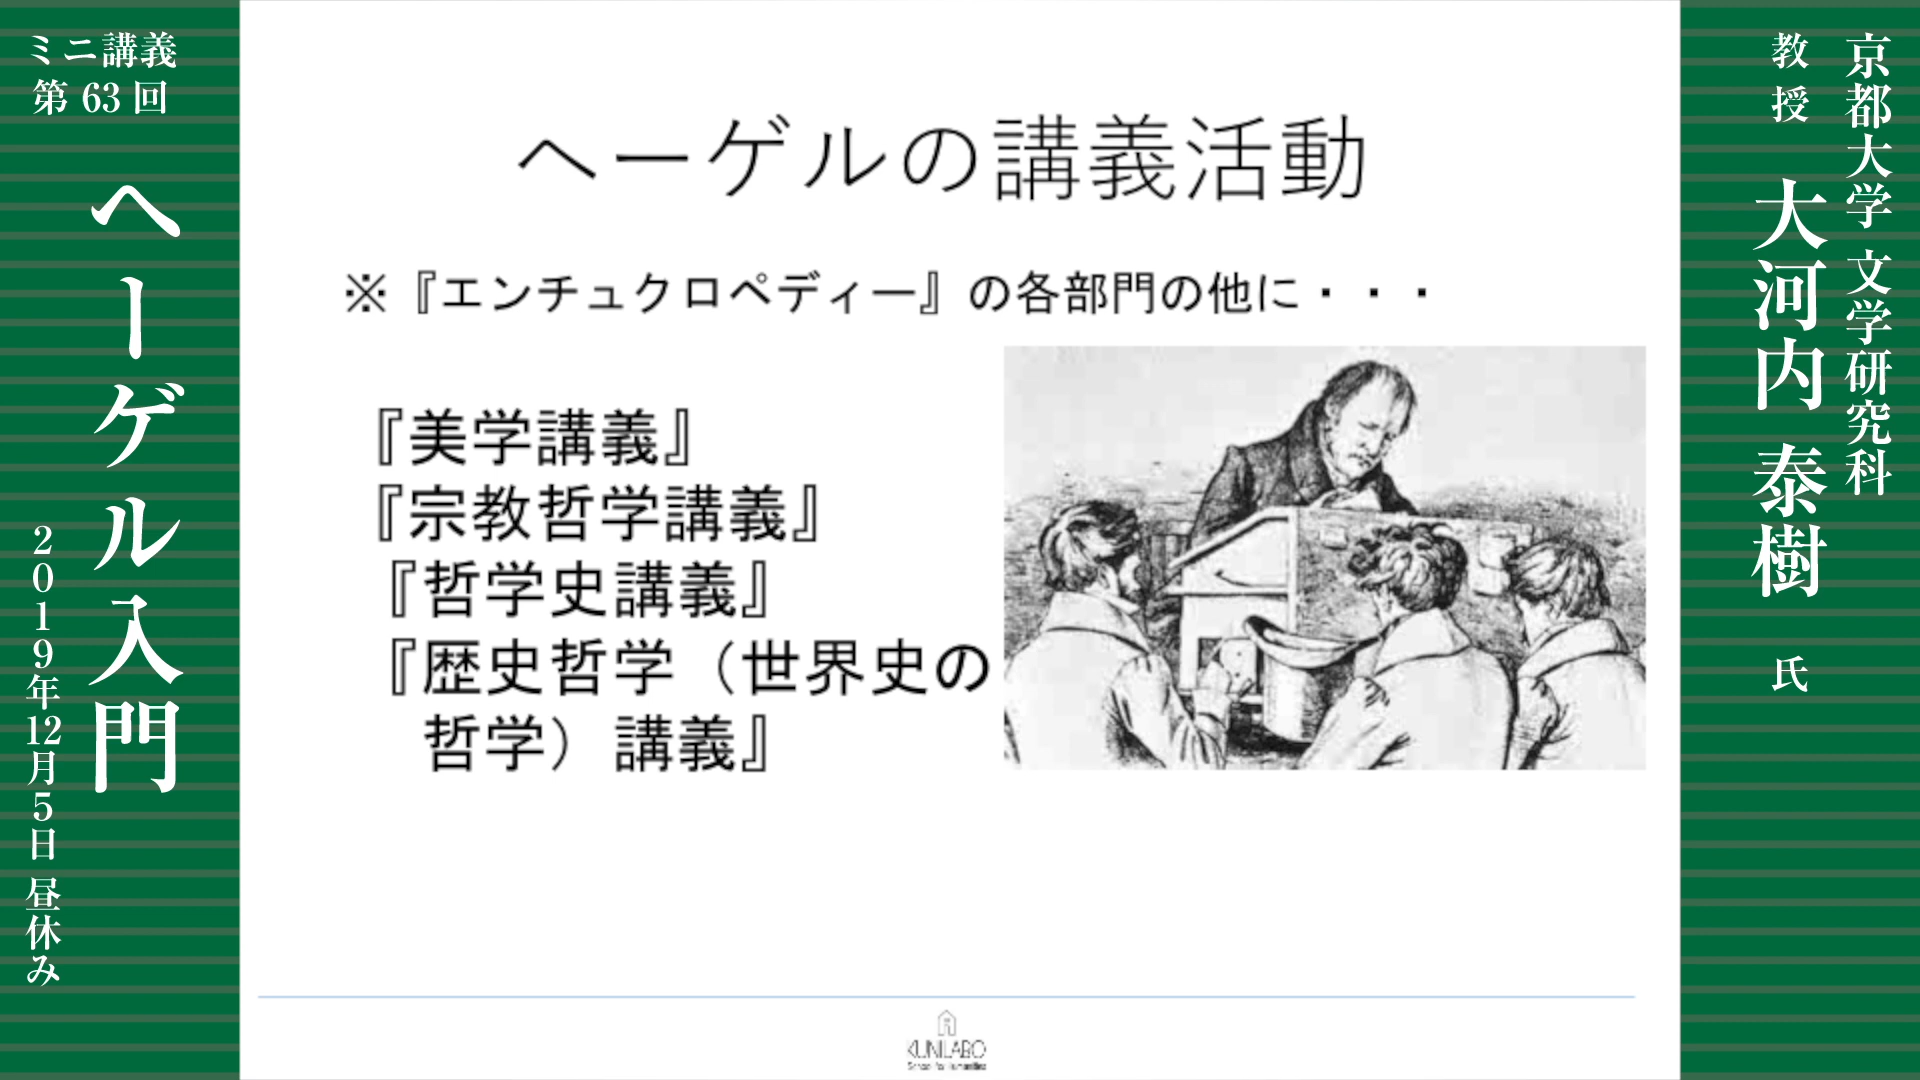 ミニ講義
第 63 回
ヘーゲル入門
2019年12月5日 昼休み
ヘーゲルの講義活動
※『エンチュクロペディー』の各部門の他に・・・
『美学講義』
『宗教哲学講義』
『哲学史講義』
『歴史哲学（世界史の
哲学）講義』
KUNILABO
School for Humanities
京都大学 文学研究科
教授 大河内 泰樹 氏